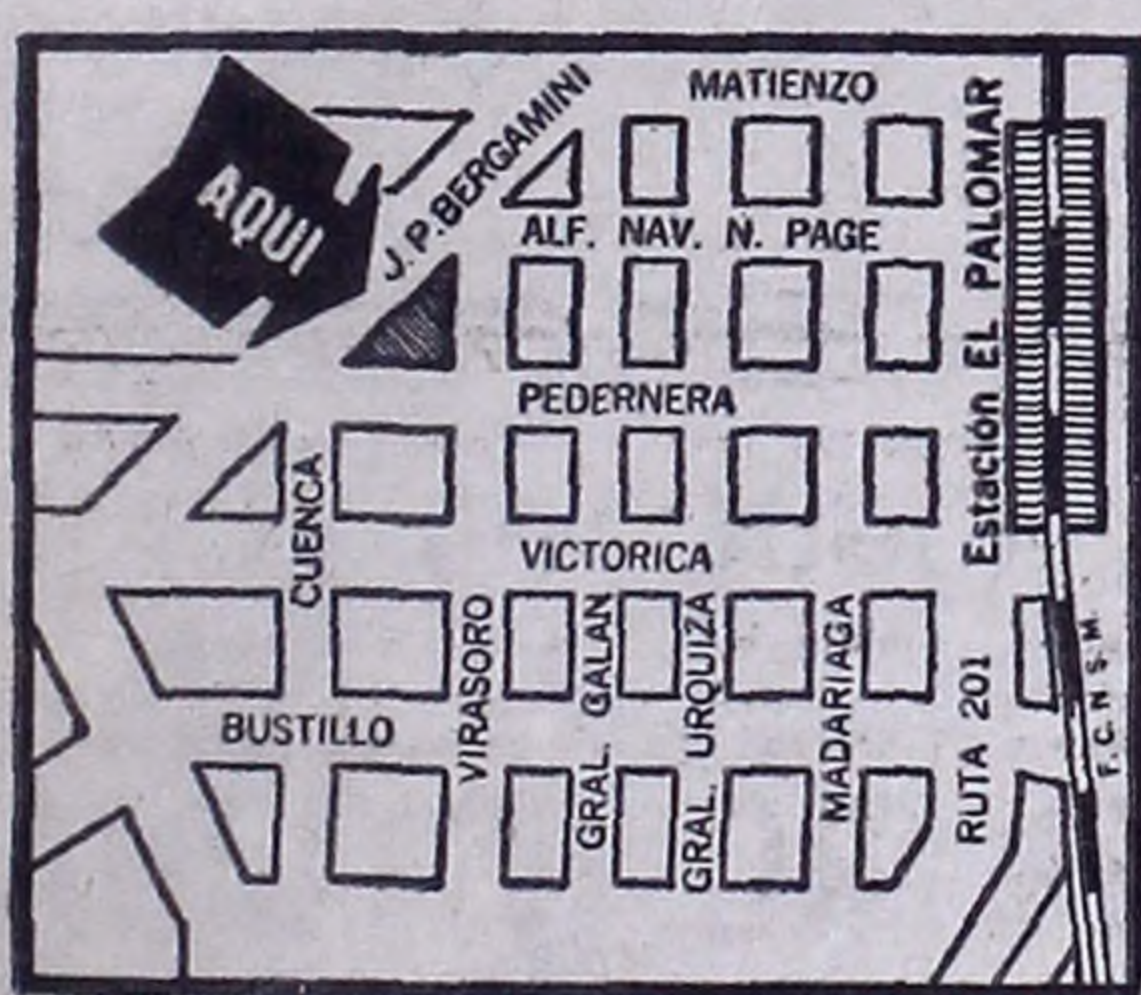 MATIENZO
AQUI
J. P. BERGAMINI
ALF. NAV. N. PAGE
Estación EL PALOMAR
PEDERNERA
CUENCA
VICTORICA
VIRASORO
GRAL. GALAN
GRAL. URQUIZA
MADARIAGA
RUTA 201
F. C. N S. M.
BUSTILLO